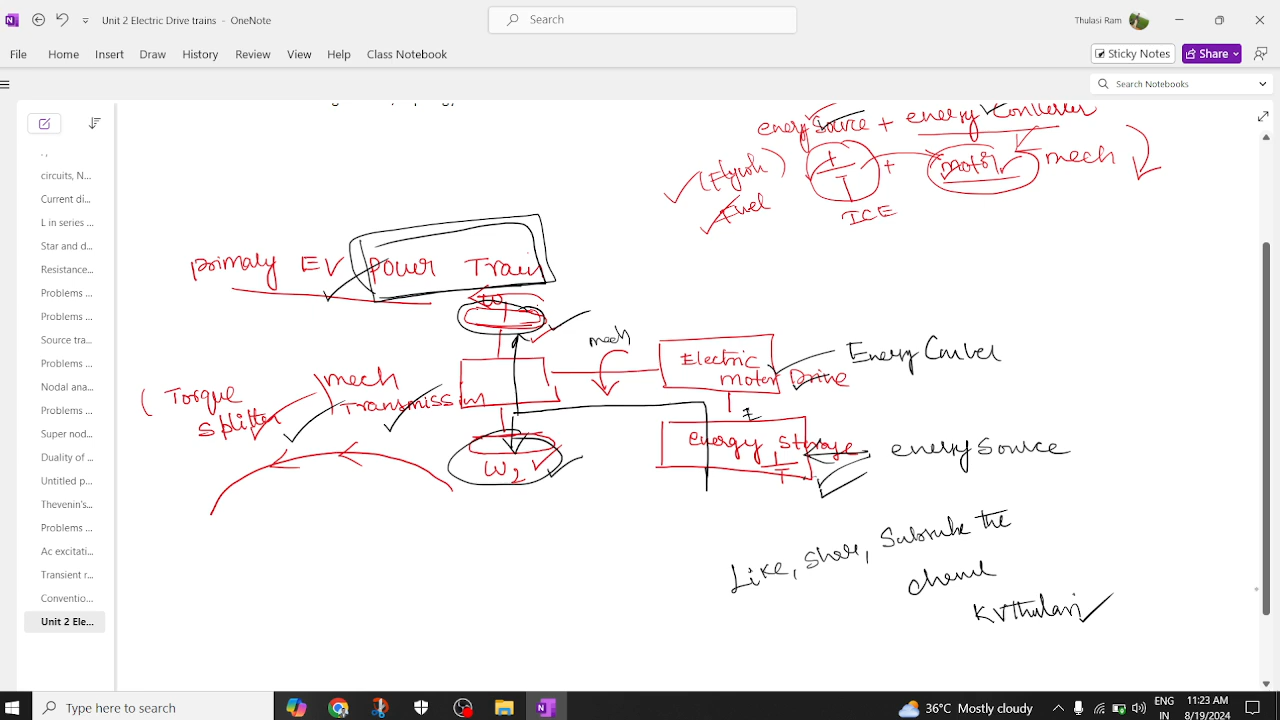 Unit 2 Electric Drive trains - OneNote
Search
Thulasi Ram
File Home Insert Draw History Review View Help Class Notebook
Sticky Notes
Share
Search Notebooks
circuits, N...
Current di...
L in series ...
Star and d...
Resistance...
Problems ...
Problems ...
Source tra...
Problems ...
Nodal ana...
Problems ...
Super nod...
Duality of ...
Untitled p...
Thevenin's...
Problems ...
Ac excitati...
Transient r...
Conventio...
Unit 2 Ele...
energy Source + energy Converter
(Flywh)
Fuel
+
motor
mech
ICE
primary EV Power Train
W1
mech
Electric
motor Drive
Energy
mech
Transmission
(Torque
splitter
W2
energy storage
energy Source
Like, share, Subscribe the
channel
KVThulasi
Type here to search
36°C Mostly cloudy
ENG
IN
11:23 AM
8/19/2024